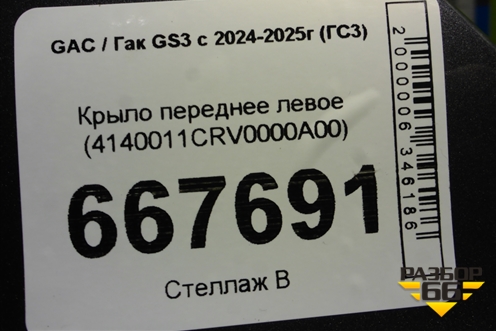 GAC / Гак GS3 с 2024-2025г (ГС3)
Крыло переднее левое
(4140011CRV0000A00)
667691
Стеллаж В
2000006346186
РАЗБОР
66